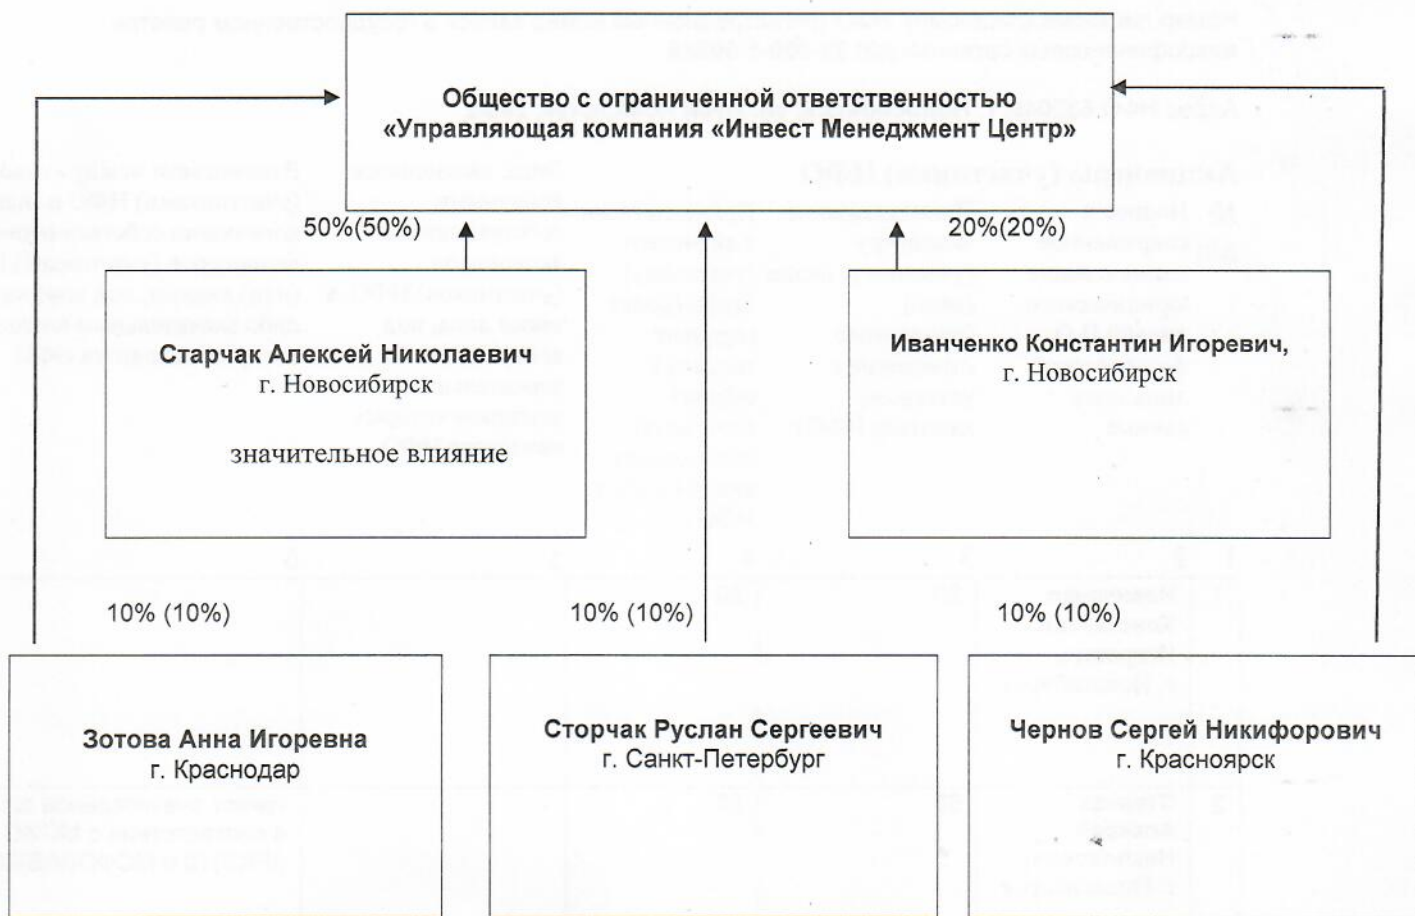 Общество с ограниченной ответственностью
«Управляющая компания «Инвест Менеджмент Центр»
50%(50%)
20%(20%)
Старчак Алексей Николаевич
г. Новосибирск
значительное влияние
Иванченко Константин Игоревич,
г. Новосибирск
10% (10%)
10% (10%)
10% (10%)
Зотова Анна Игоревна
г. Краснодар
Сторчак Руслан Сергеевич
г. Санкт-Петербург
Чернов Сергей Никифорович
г. Красноярск